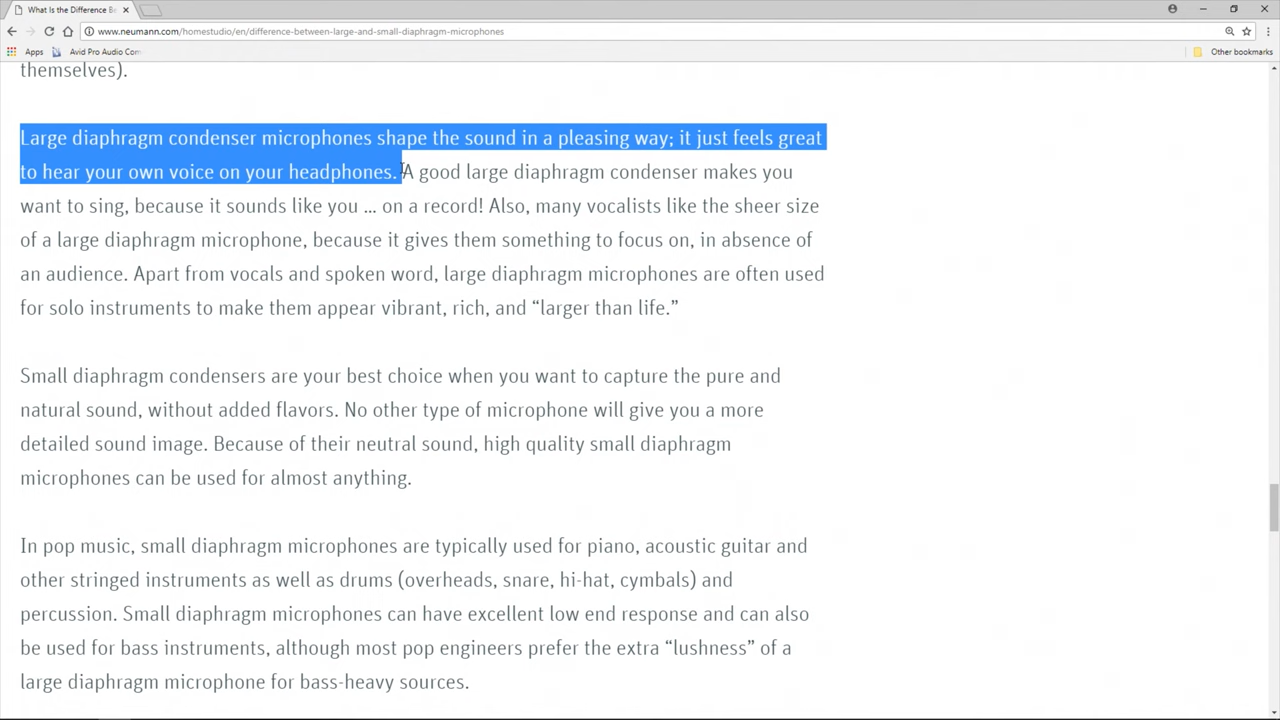 What Is the Difference Be
www.neumann.com/homestudio/en/difference-between-large-and-small-diaphragm-microphones
Apps
Avid Pro Audio Com
Other bookmarks
themselves).
Large diaphragm condenser microphones shape the sound in a pleasing way; it just feels great
to hear your own voice on your headphones. A good large diaphragm condenser makes you
want to sing, because it sounds like you ... on a record! Also, many vocalists like the sheer size
of a large diaphragm microphone, because it gives them something to focus on, in absence of
an audience. Apart from vocals and spoken word, large diaphragm microphones are often used
for solo instruments to make them appear vibrant, rich, and “larger than life.”
Small diaphragm condensers are your best choice when you want to capture the pure and
natural sound, without added flavors. No other type of microphone will give you a more
detailed sound image. Because of their neutral sound, high quality small diaphragm
microphones can be used for almost anything.
In pop music, small diaphragm microphones are typically used for piano, acoustic guitar and
other stringed instruments as well as drums (overheads, snare, hi-hat, cymbals) and
percussion. Small diaphragm microphones can have excellent low end response and can also
be used for bass instruments, although most pop engineers prefer the extra “lushness” of a
large diaphragm microphone for bass-heavy sources.